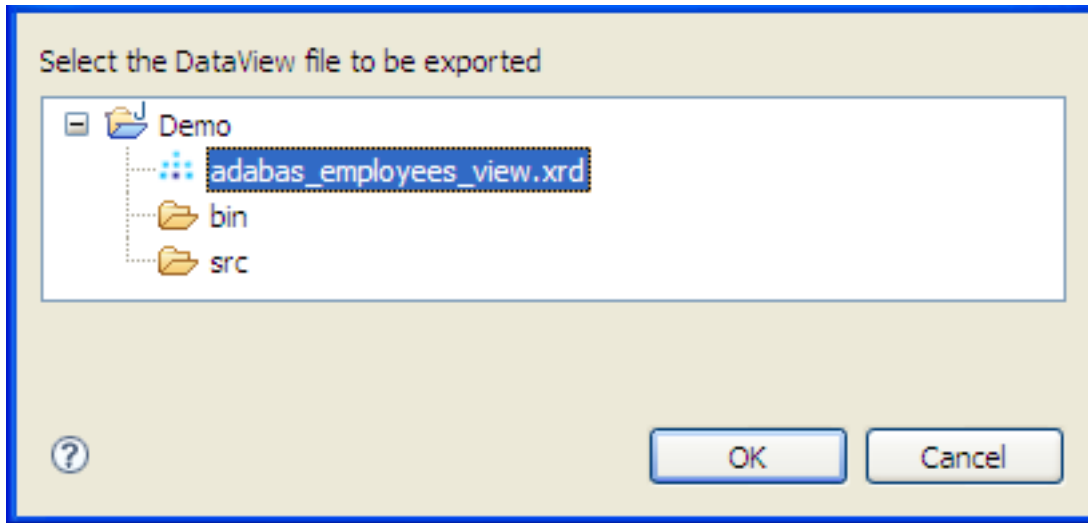 Select the DataView file to be exported
Demo
adabas_employees_view.xrd
bin
src
OK Cancel